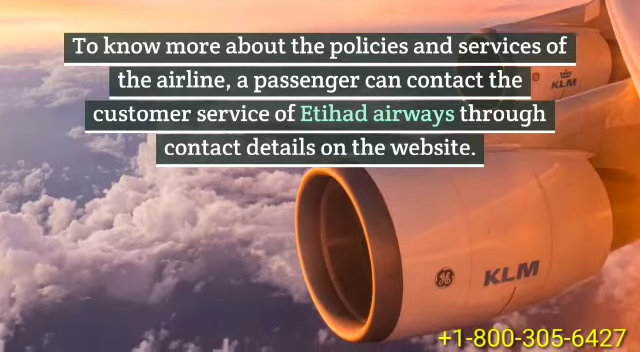 To know more about the policies and services of
the airline, a passenger can contact the
customer service of Etihad airways through
contact details on the website.
KLM
GE
KLM
+1-800-305-6427